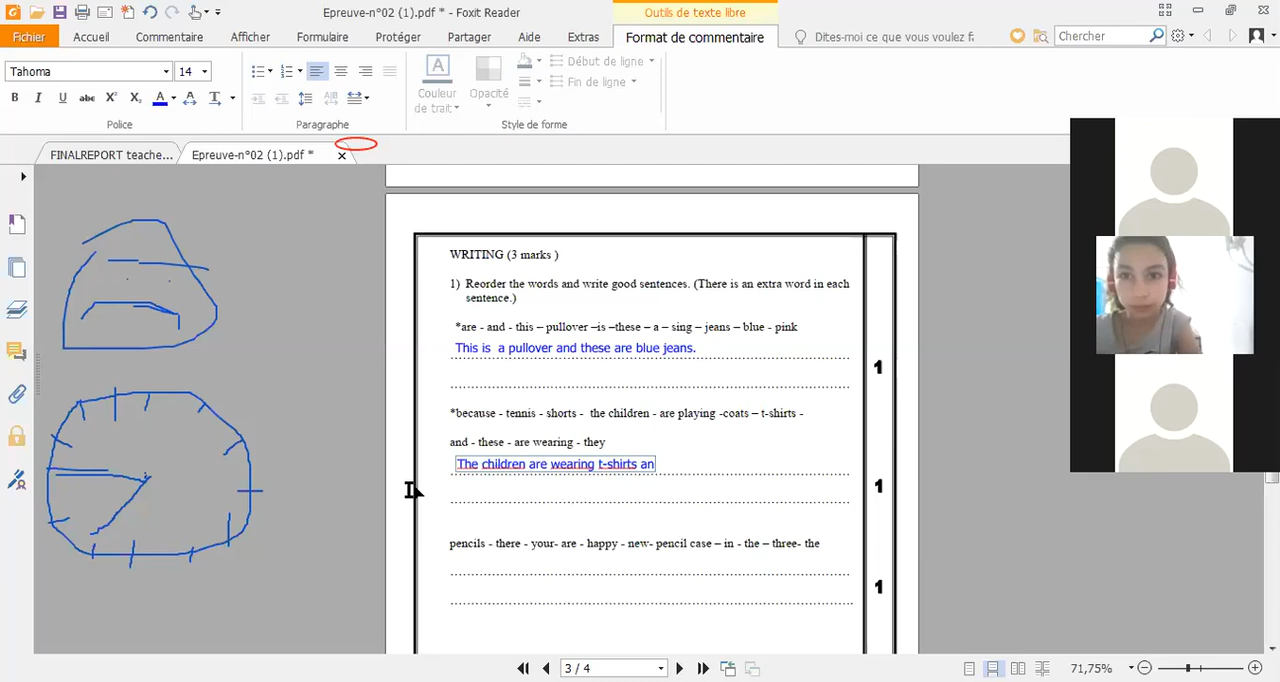 Epreuve-n°02 (1).pdf * - Foxit Reader
Outils de texte libre
Fichier
Accueil
Commentaire
Afficher
Formulaire
Protéger
Partager
Aide
Extras
Format de commentaire
Dites-moi ce que vous voulez fa
Chercher
Tahoma
14
Couleur
de trait
Opacité
Début de ligne
Fin de ligne
Police
Paragraphe
Style de forme
FINALREPORT teache...
Epreuve-n°02 (1).pdf *
WRITING (3 marks )
1) Reorder the words and write good sentences. (There is an extra word in each
sentence.)
*are - and - this – pullover –is –these – a – sing – jeans – blue - pink
This is a pullover and these are blue jeans.
1
*because - tennis - shorts - the children - are playing -coats – t-shirts -
and - these - are wearing - they
The children are wearing t-shirts an
1
pencils - there - your- are - happy - new- pencil case – in - the – three- the
1
3 / 4
71,75%